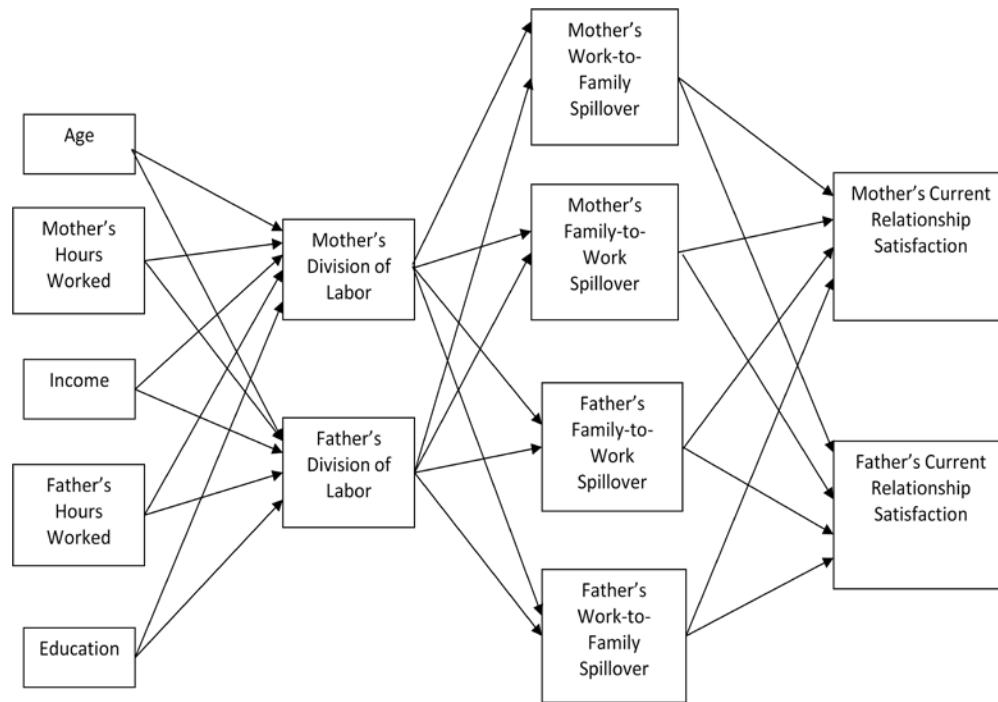 Age
Mother’s
Hours
Worked
Income
Father’s
Hours
Worked
Education
Mother’s
Division of
Labor
Father’s
Division of
Labor
Mother’s
Work-to-
Family
Spillover
Mother’s
Family-to-
Work
Spillover
Father’s
Family-to-
Work
Spillover
Father’s
Work-to-
Family
Spillover
Mother’s Current
Relationship
Satisfaction
Father’s Current
Relationship
Satisfaction